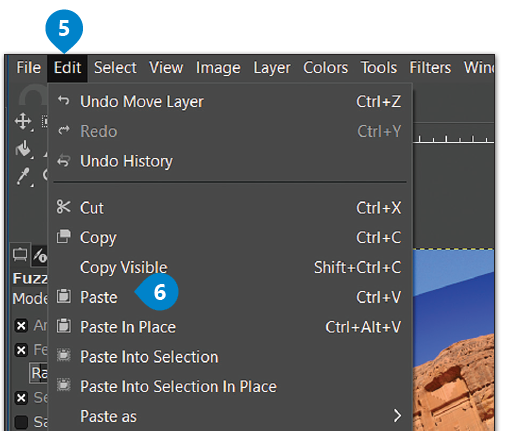 5
File Edit Select View Image Layer Colors Tools Filters
Undo Move Layer Ctrl+Z
Redo Ctrl+Y
Undo History
Cut Ctrl+X
Copy Ctrl+C
Copy Visible Shift+Ctrl+C
Fuzz
Paste 6 Ctrl+V
Mode
Paste In Place Ctrl+Alt+V
Paste Into Selection
Paste Into Selection In Place
Paste as